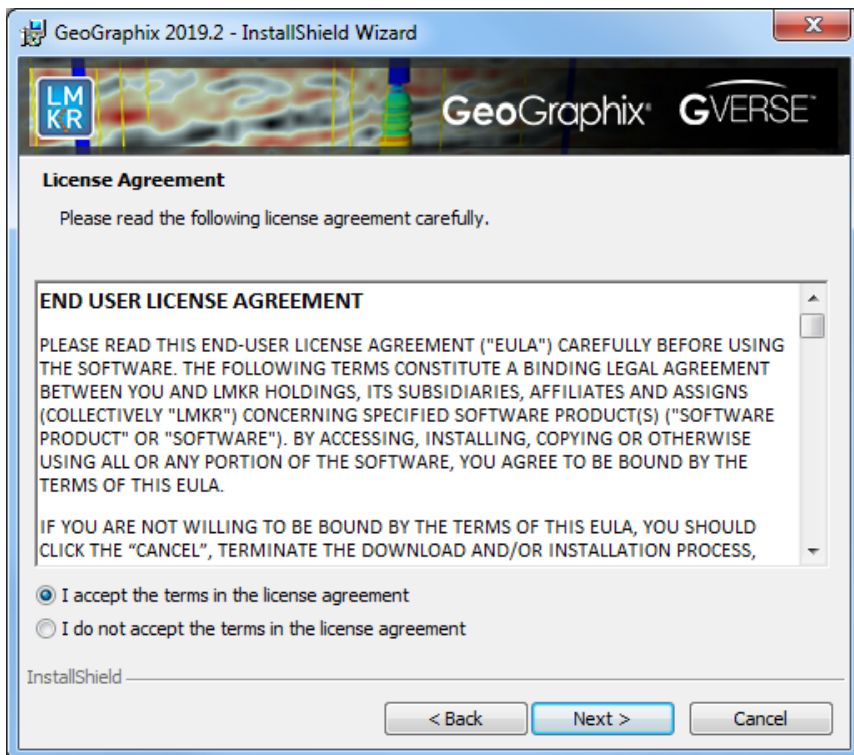 GeoGraphix 2019.2 - InstallShield Wizard
LM
KR
GeoGraphix® GVERSE™
License Agreement
Please read the following license agreement carefully.
END USER LICENSE AGREEMENT
PLEASE READ THIS END-USER LICENSE AGREEMENT ("EULA") CAREFULLY BEFORE USING
THE SOFTWARE. THE FOLLOWING TERMS CONSTITUTE A BINDING LEGAL AGREEMENT
BETWEEN YOU AND LMKR HOLDINGS, ITS SUBSIDIARIES, AFFILIATES AND ASSIGNS
(COLLECTIVELY "LMKR") CONCERNING SPECIFIED SOFTWARE PRODUCT(S) ("SOFTWARE
PRODUCT" OR "SOFTWARE"). BY ACCESSING, INSTALLING, COPYING OR OTHERWISE
USING ALL OR ANY PORTION OF THE SOFTWARE, YOU AGREE TO BE BOUND BY THE
TERMS OF THIS EULA.
IF YOU ARE NOT WILLING TO BE BOUND BY THE TERMS OF THIS EULA, YOU SHOULD
CLICK THE “CANCEL”, TERMINATE THE DOWNLOAD AND/OR INSTALLATION PROCESS,
I accept the terms in the license agreement
I do not accept the terms in the license agreement
InstallShield
< Back Next > Cancel